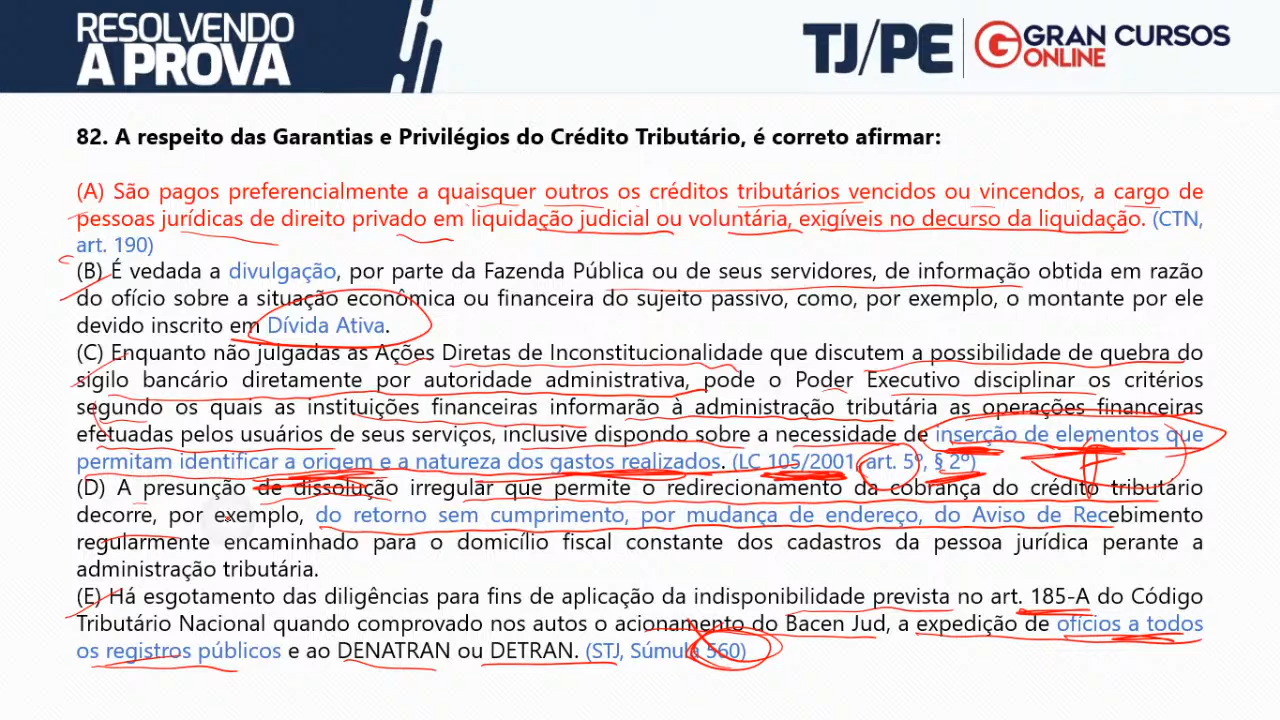 RESOLVENDO
A PROVA
TJ/PE
GRAN CURSOS
ONLINE
82. A respeito das Garantias e Privilégios do Crédito Tributário, é correto afirmar:
(A) São pagos preferencialmente a quaisquer outros os créditos tributários vencidos ou vincendos, a cargo de
pessoas jurídicas de direito privado em liquidação judicial ou voluntária, exigíveis no decurso da liquidação. (CTN,
art. 190)
(B) É vedada a divulgação, por parte da Fazenda Pública ou de seus servidores, de informação obtida em razão
do ofício sobre a situação econômica ou financeira do sujeito passivo, como, por exemplo, o montante por ele
devido inscrito em Dívida Ativa.
(C) Enquanto não julgadas as Ações Diretas de Inconstitucionalidade que discutem a possibilidade de quebra do
sigilo bancário diretamente por autoridade administrativa, pode o Poder Executivo disciplinar os critérios
segundo os quais as instituições financeiras informarão à administração tributária as operações financeiras
efetuadas pelos usuários de seus serviços, inclusive dispondo sobre a necessidade de inserção de elementos que
permitam identificar a origem e a natureza dos gastos realizados. (LC 105/2001, art. 5º, § 2º)
(D) A presunção de dissolução irregular que permite o redirecionamento da cobrança do crédito tributário
decorre, por exemplo, do retorno sem cumprimento, por mudança de endereço, do Aviso de Recebimento
regularmente encaminhado para o domicílio fiscal constante dos cadastros da pessoa jurídica perante a
administração tributária.
(E) Há esgotamento das diligências para fins de aplicação da indisponibilidade prevista no art. 185-A do Código
Tributário Nacional quando comprovado nos autos o acionamento do Bacen Jud, a expedição de ofícios a todos
os registros públicos e ao DENATRAN ou DETRAN. (STJ, Súmula 560)